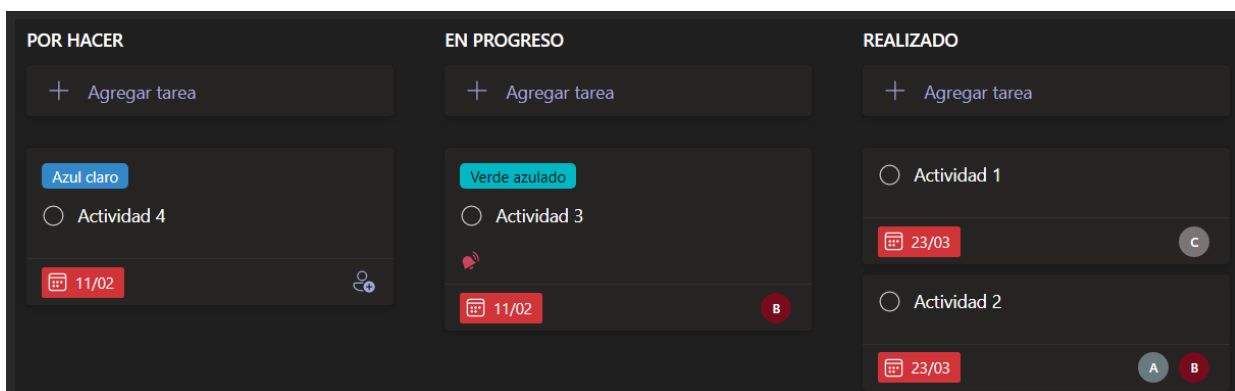 POR HACER
Agregar tarea
Azul claro
Actividad 4
11/02
EN PROGRESO
Agregar tarea
Verde azulado
Actividad 3
11/02
B
REALIZADO
Agregar tarea
Actividad 1
23/03
C
Actividad 2
23/03
A B